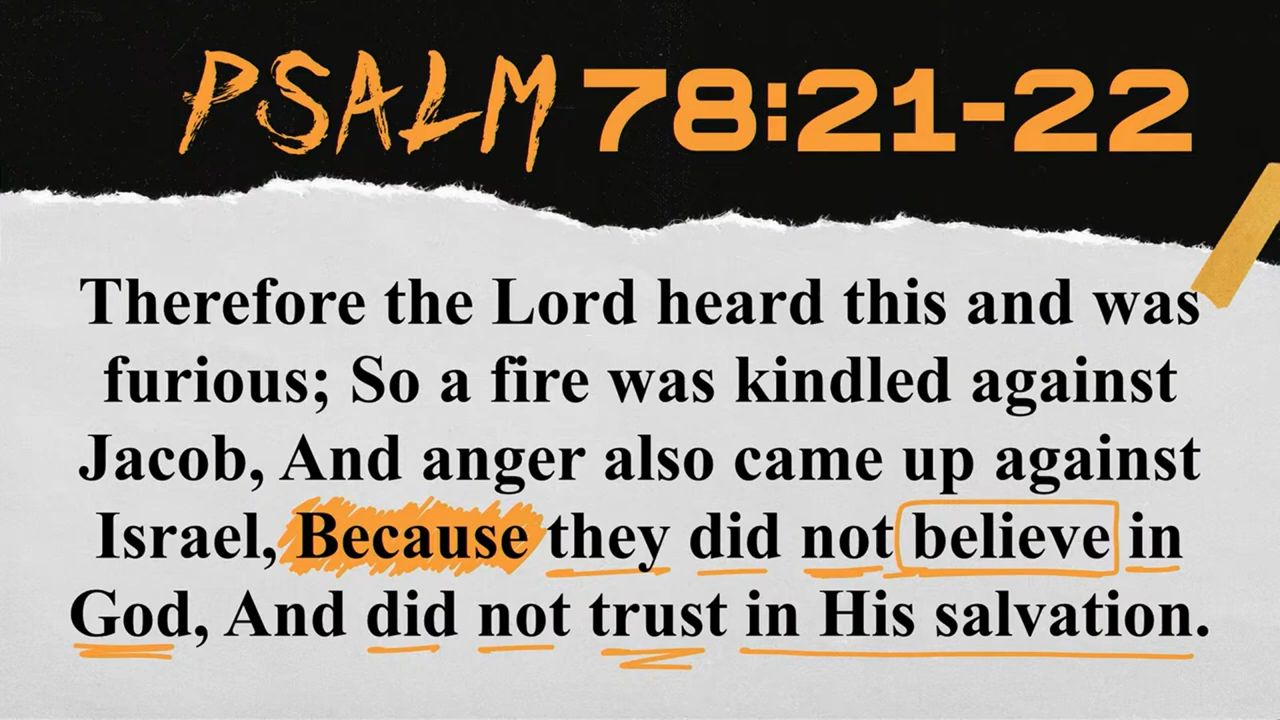 PSALM 78:21-22
Therefore the Lord heard this and was
furious; So a fire was kindled against
Jacob, And anger also came up against
Israel, Because they did not believe in
God, And did not trust in His salvation.